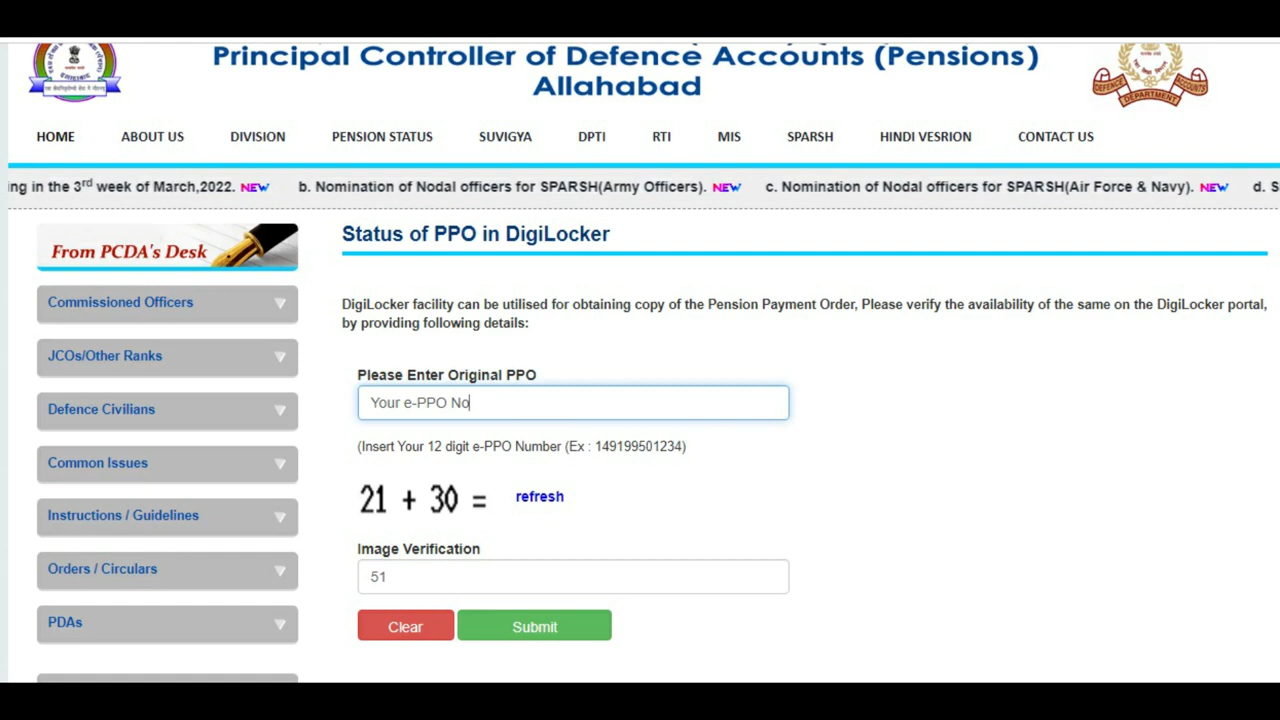 Principal Controller of Defence Accounts (Pensions)
Allahabad
DEFENCE ACCOUNTS
DEPARTMENT
HOME ABOUT US DIVISION PENSION STATUS SUVIGYA DPTI RTI MIS SPARSH HINDI VESRION CONTACT US
ing in the 3rd week of March,2022. NEW b. Nomination of Nodal officers for SPARSH(Army Officers). NEW c. Nomination of Nodal officers for SPARSH(Air Force & Navy). NEW d. S
From PCDA's Desk
Commissioned Officers
JCOs/Other Ranks
Defence Civilians
Common Issues
Instructions / Guidelines
Orders / Circulars
PDAs
Status of PPO in DigiLocker
DigiLocker facility can be utilised for obtaining copy of the Pension Payment Order, Please verify the availability of the same on the DigiLocker portal,
by providing following details:
Please Enter Original PPO
Your e-PPO No
(Insert Your 12 digit e-PPO Number (Ex : 149199501234)
21 + 30 = refresh
Image Verification
51
Clear Submit